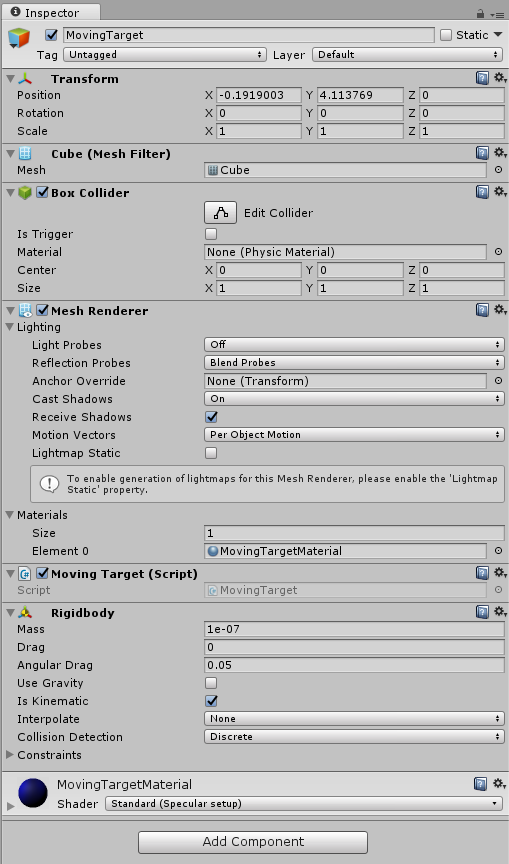 Inspector
MovingTarget Static
Tag Untagged Layer Default
Transform
Position X -0.1919003 Y 4.113769 Z 0
Rotation X 0 Y 0 Z 0
Scale X 1 Y 1 Z 1
Cube (Mesh Filter)
Mesh Cube
Box Collider
Edit Collider
Is Trigger
Material None (Physic Material)
Center X 0 Y 0 Z 0
Size X 1 Y 1 Z 1
Mesh Renderer
Lighting
Light Probes Off
Reflection Probes Blend Probes
Anchor Override None (Transform)
Cast Shadows On
Receive Shadows
Motion Vectors Per Object Motion
Lightmap Static
To enable generation of lightmaps for this Mesh Renderer, please enable the 'Lightmap
Static' property.
Materials
Size 1
Element 0 MovingTargetMaterial
Moving Target (Script)
Script MovingTarget
Rigidbody
Mass 1e-07
Drag 0
Angular Drag 0.05
Use Gravity
Is Kinematic
Interpolate None
Collision Detection Discrete
Constraints
MovingTargetMaterial
Shader Standard (Specular setup)
Add Component